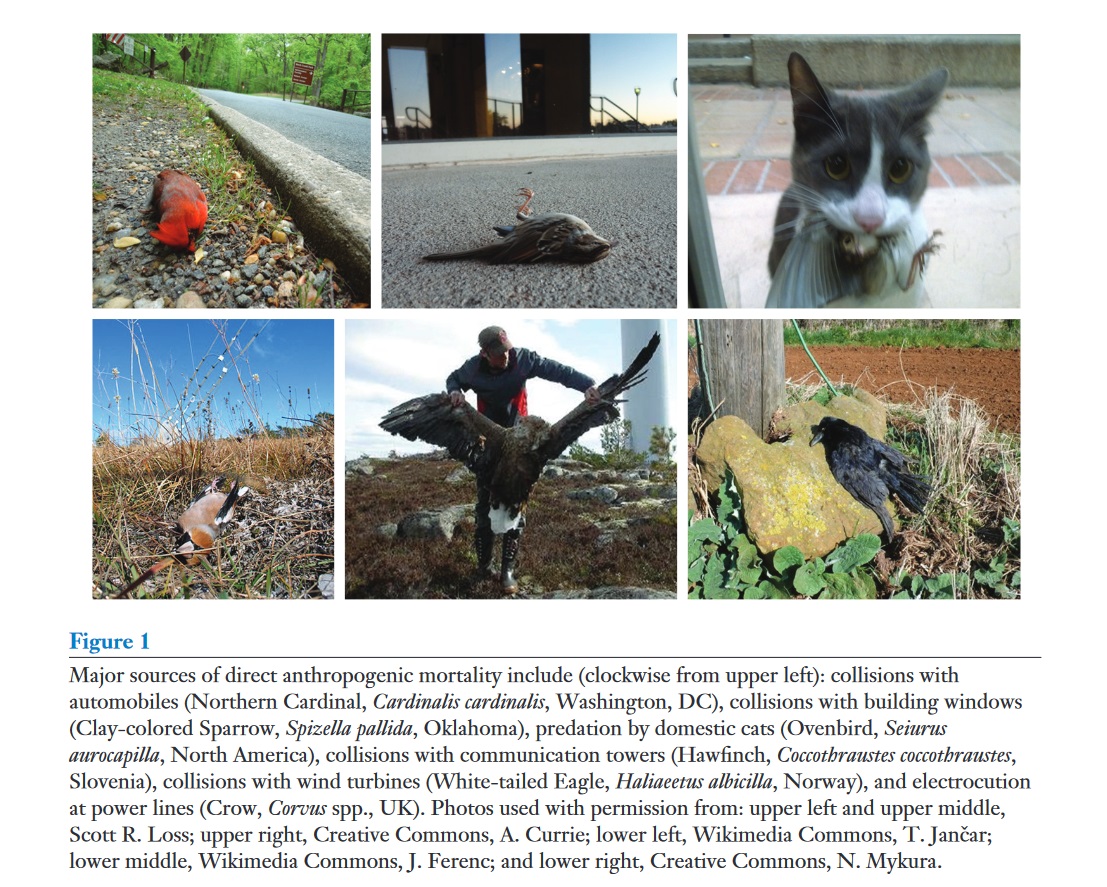 Figure 1
Major sources of direct anthropogenic mortality include (clockwise from upper left): collisions with
automobiles (Northern Cardinal, Cardinalis cardinalis, Washington, DC), collisions with building windows
(Clay-colored Sparrow, Spizella pallida, Oklahoma), predation by domestic cats (Ovenbird, Seiurus
aurocapilla, North America), collisions with communication towers (Hawfinch, Coccothraustes coccothraustes,
Slovenia), collisions with wind turbines (White-tailed Eagle, Haliaeetus albicilla, Norway), and electrocution
at power lines (Crow, Corvus spp., UK). Photos used with permission from: upper left and upper middle,
Scott R. Loss; upper right, Creative Commons, A. Currie; lower left, Wikimedia Commons, T. Jančar;
lower middle, Wikimedia Commons, J. Ferenc; and lower right, Creative Commons, N. Mykura.